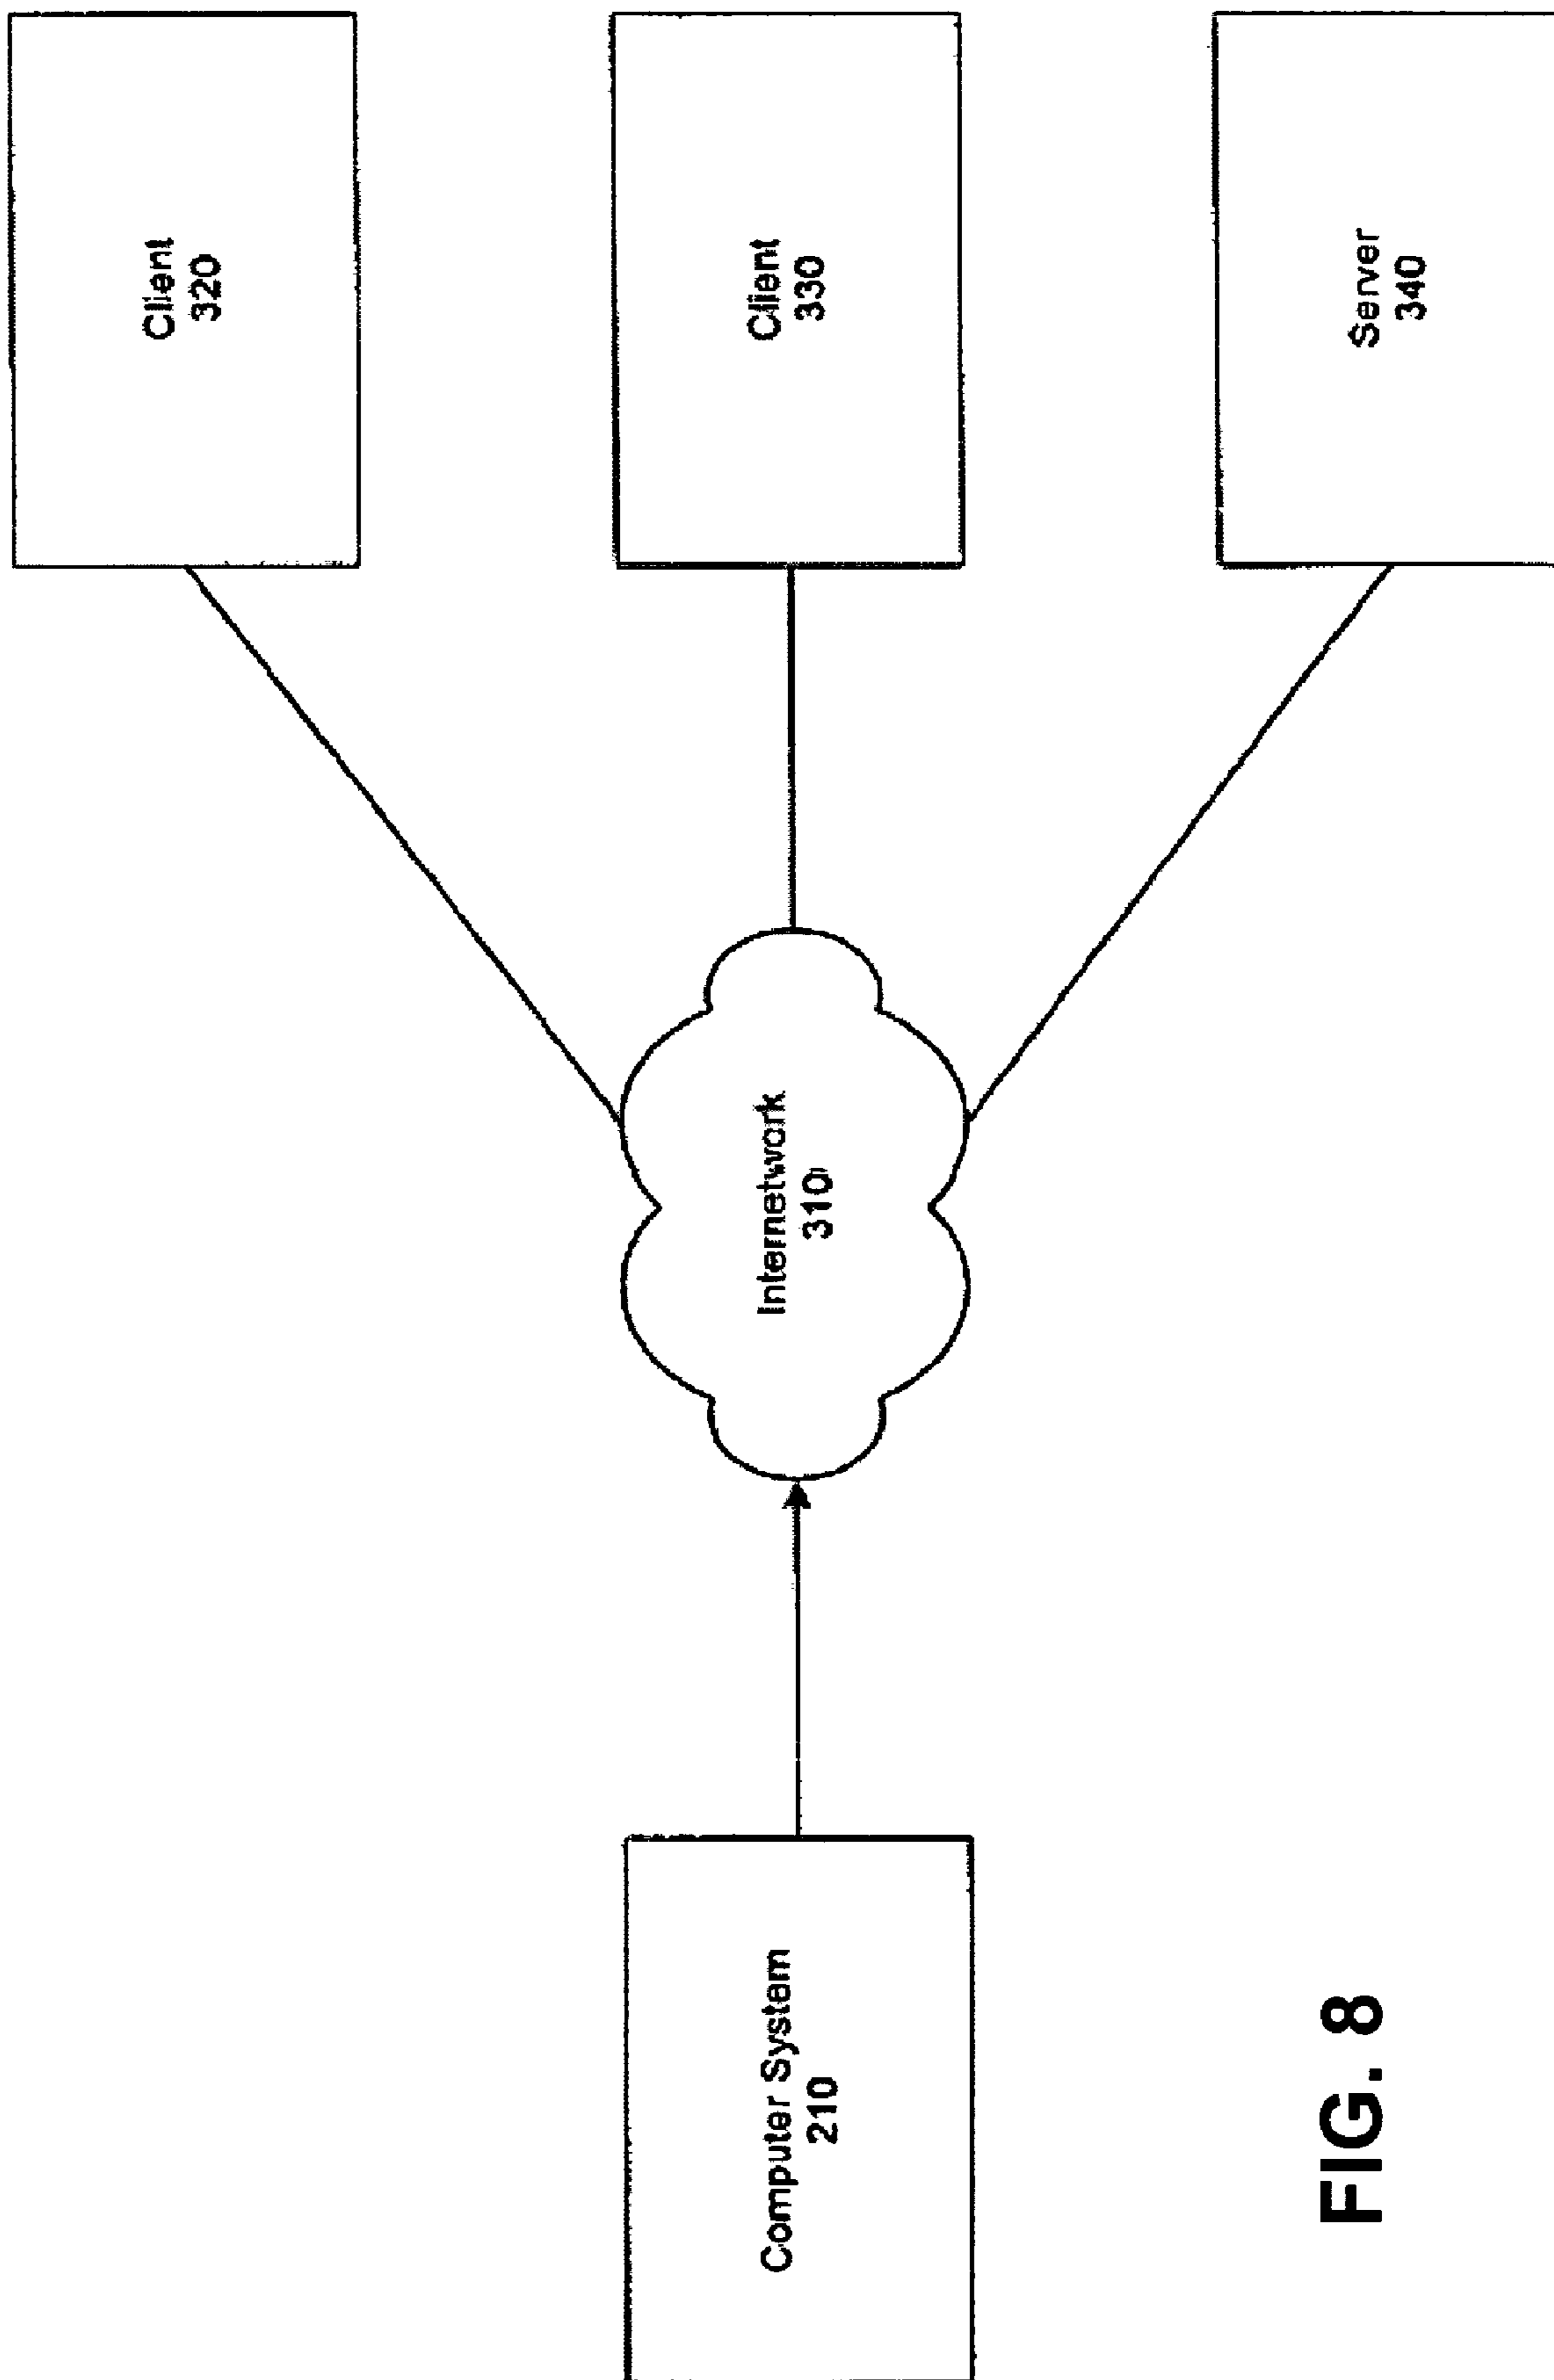 Client
320
Client
330
Server
340
Internetwork
310
Computer System
210
FIG. 8